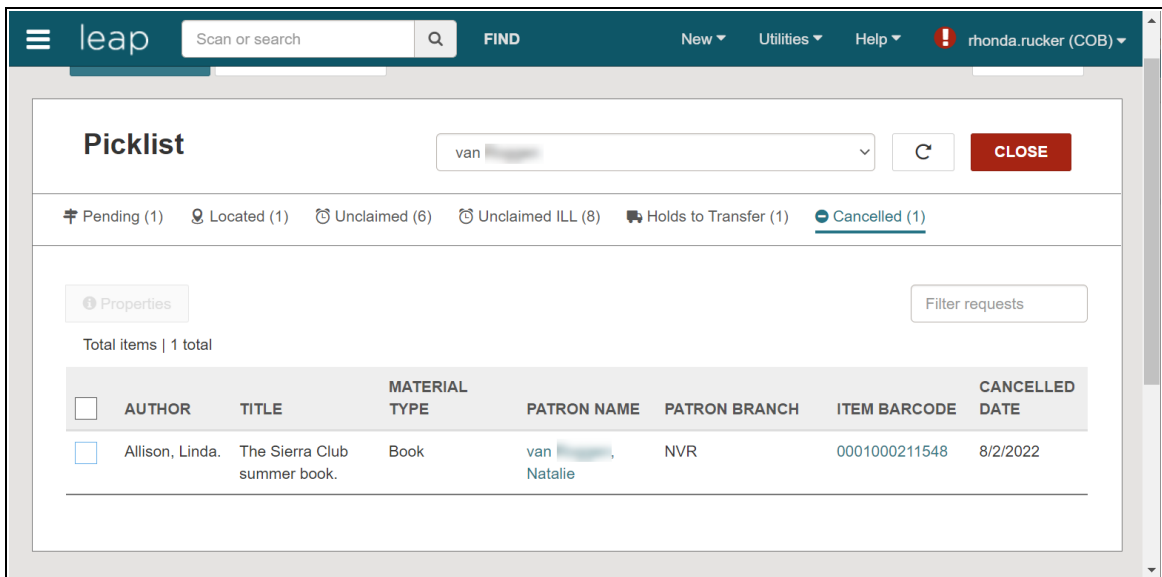 leap Scan or search FIND New Utilities Help rhonda.rucker (COB)
Picklist van CLOSE
Pending (1) Located (1) Unclaimed (6) Unclaimed ILL (8) Holds to Transfer (1) Cancelled (1)
Properties Filter requests
Total items | 1 total
AUTHOR TITLE MATERIAL TYPE PATRON NAME PATRON BRANCH ITEM BARCODE CANCELLED DATE
Allison, Linda. The Sierra Club Book van , NVR 0001000211548 8/2/2022
summer book. Natalie